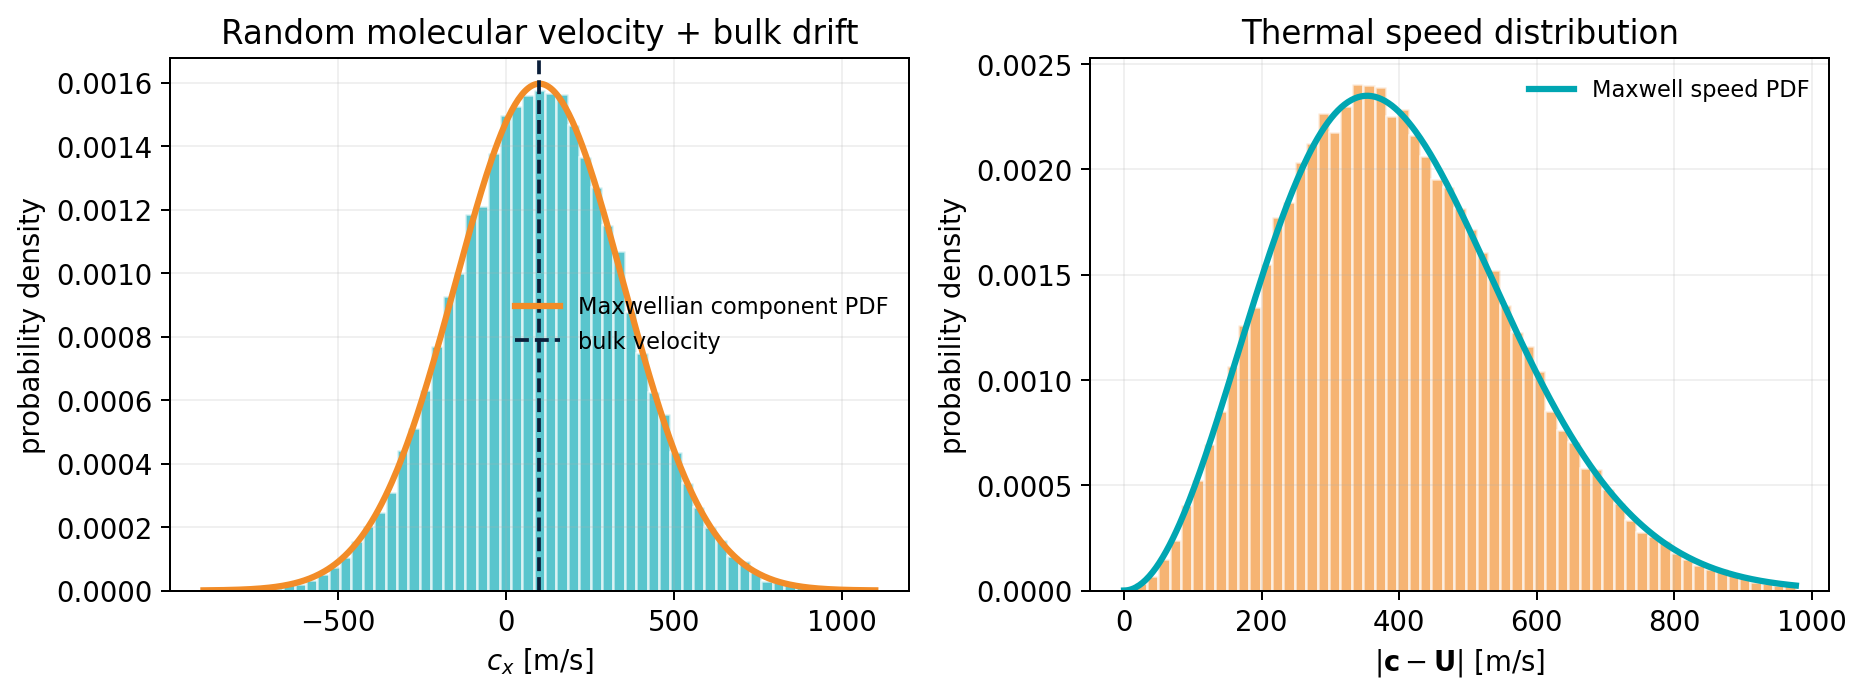 Random molecular velocity + bulk drift
probability density
0.0016
0.0014
0.0012
0.0010
0.0008
0.0006
0.0004
0.0002
0.0000
Maxwellian component PDF
bulk velocity
−500
0
500
1000
c_x [m/s]
Thermal speed distribution
probability density
0.0025
0.0020
0.0015
0.0010
0.0005
0.0000
Maxwell speed PDF
0
200
400
600
800
1000
|c − U| [m/s]